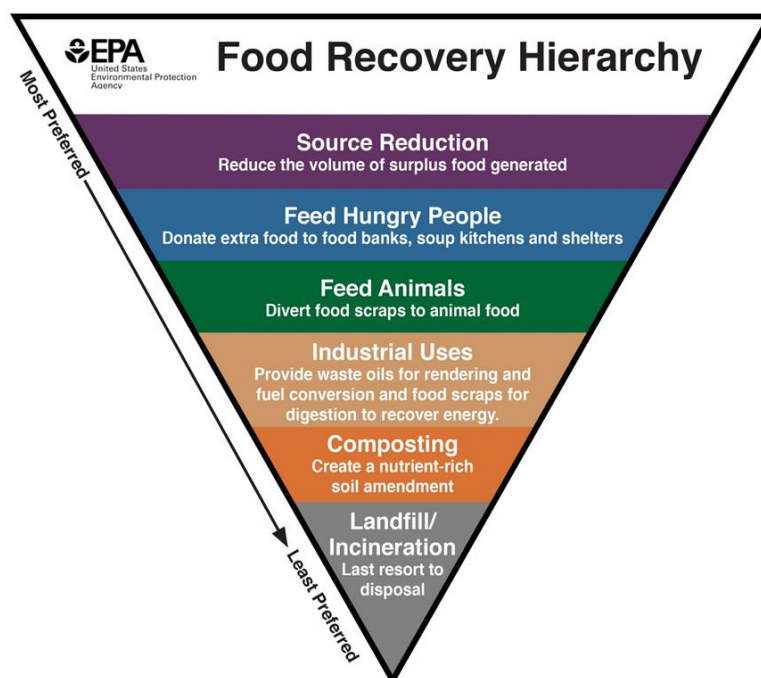 EPA
United States
Environmental Protection
Agency
Food Recovery Hierarchy
Most Preferred
Source Reduction
Reduce the volume of surplus food generated
Feed Hungry People
Donate extra food to food banks, soup kitchens and shelters
Feed Animals
Divert food scraps to animal food
Industrial Uses
Provide waste oils for rendering and
fuel conversion and food scraps for
digestion to recover energy.
Composting
Create a nutrient-rich
soil amendment
Landfill/
Incineration
Last resort to
disposal
Least Preferred